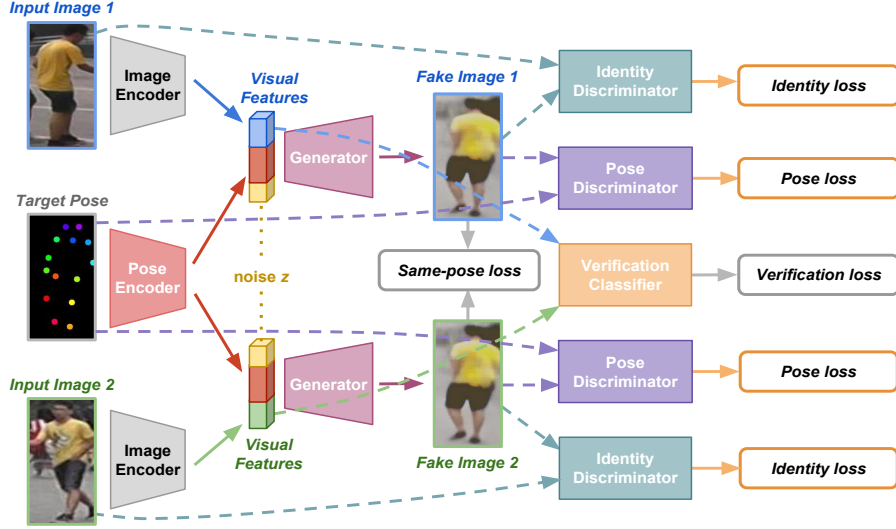 Input Image 1
Image
Encoder
Visual
Features
Generator
Fake Image 1
Identity
Discriminator
Identity loss
Target Pose
Pose
Encoder
noise z
Pose
Discriminator
Pose loss
Same-pose loss
Verification
Classifier
Verification loss
Input Image 2
Image
Encoder
Generator
Visual
Features
Fake Image 2
Pose
Discriminator
Pose loss
Identity
Discriminator
Identity loss